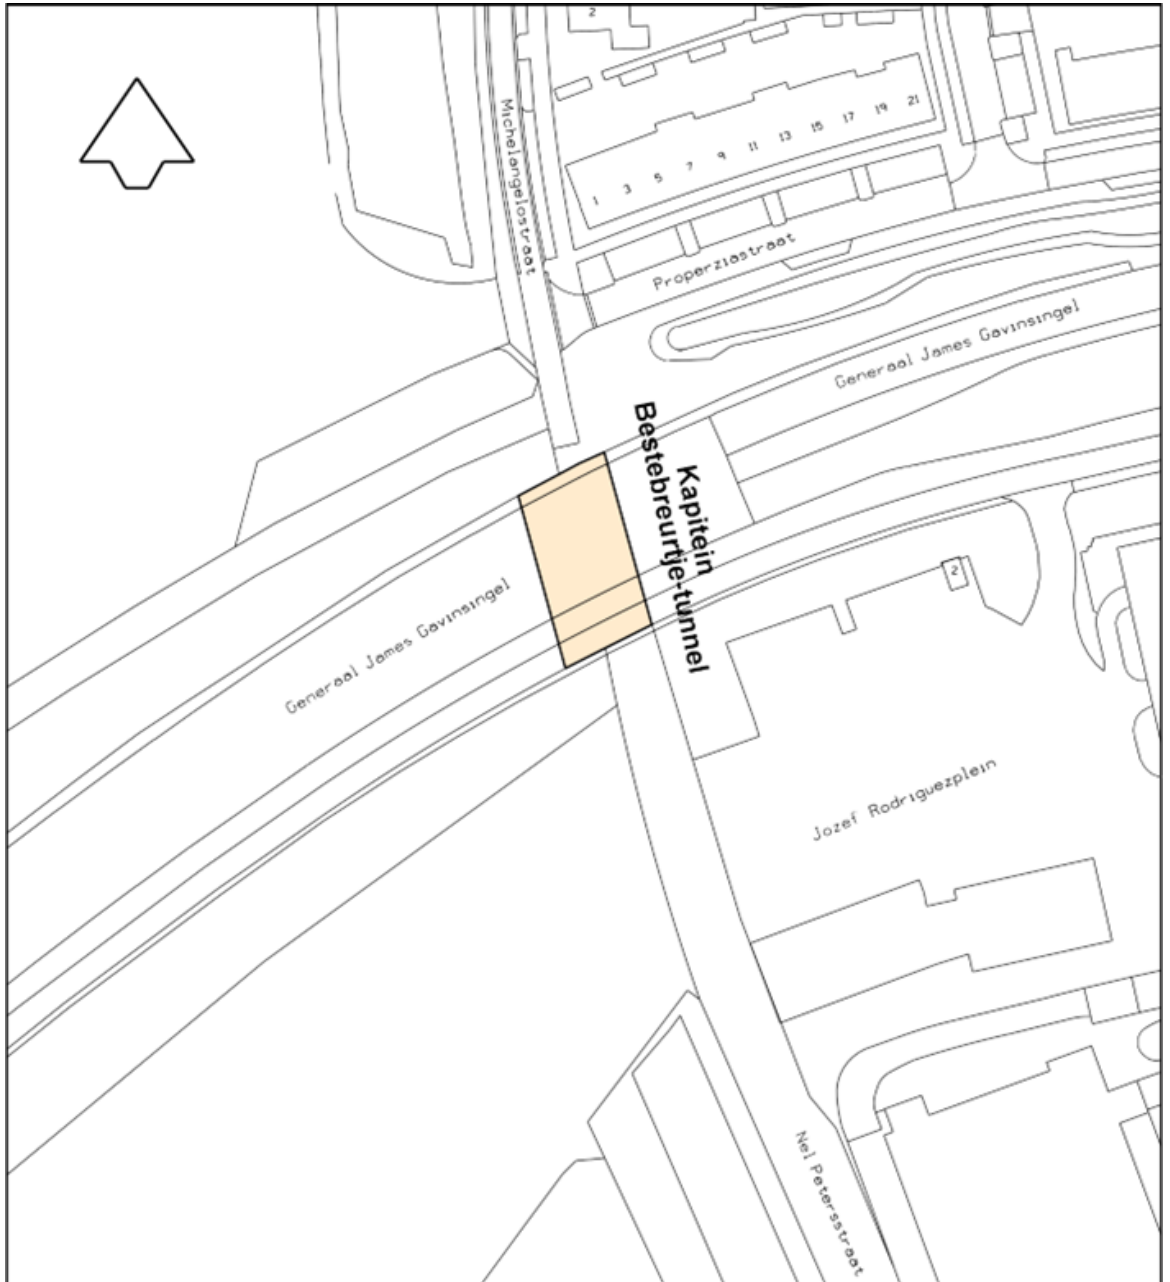 2
Michelangelostraat
1 3 5 7 9 11 13 15 17 19 21
Properziastraat
Generaal James Gavinsingel
Kapitein
Bestebreurtje-tunnel
2
Generaal James Gavinsingel
Jozef Rodriguezplein
Nel Petersstraat